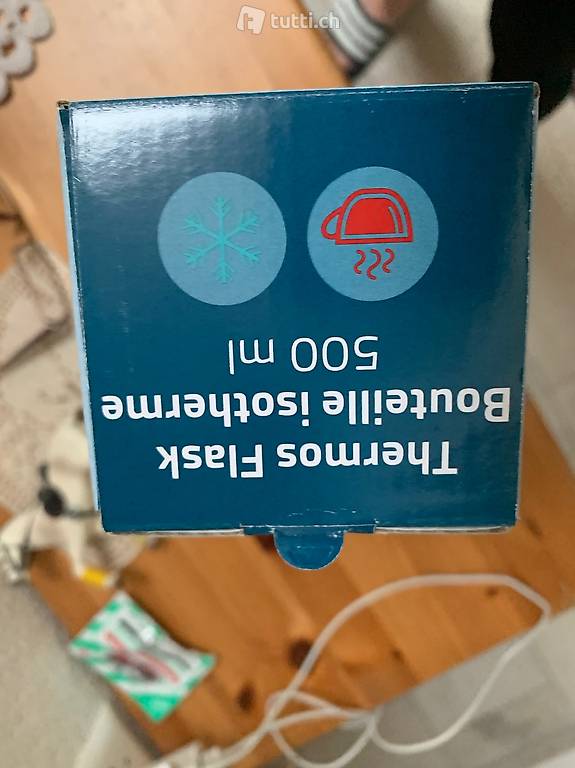 tutti.ch
Thermos Flask
Bouteille isotherme
500 ml